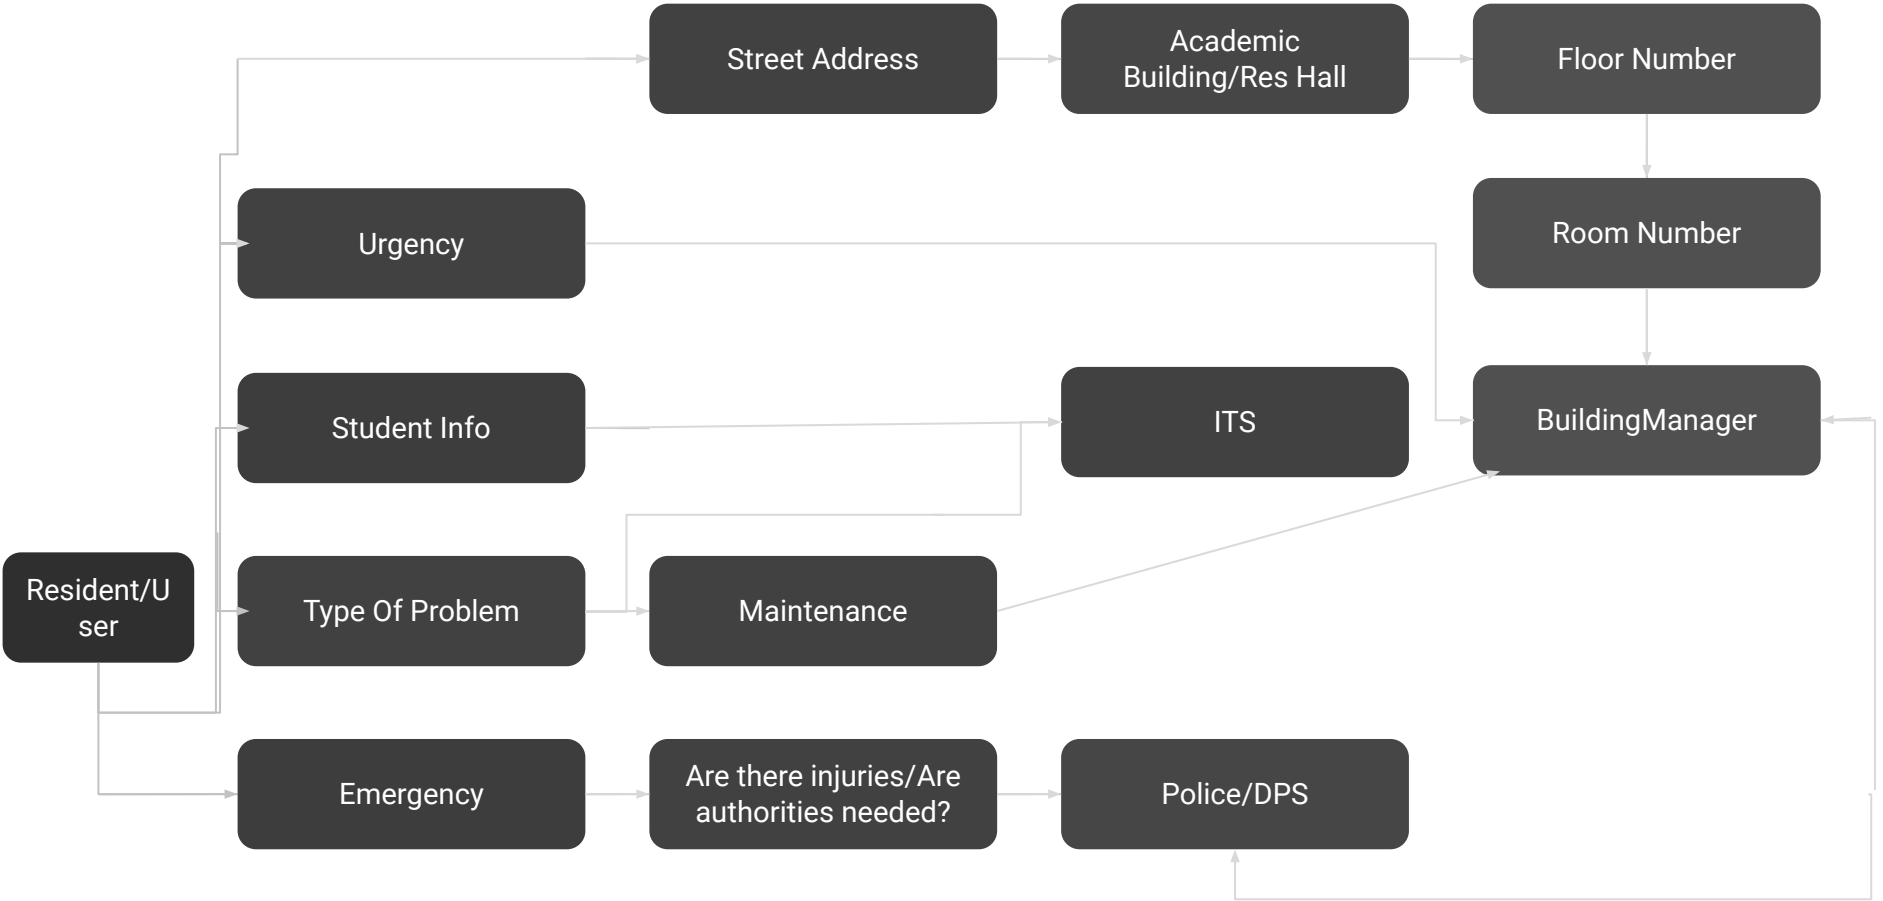 Street Address
Academic
Building/Res Hall
Floor Number
Urgency
Room Number
Student Info
ITS
BuildingManager
Resident/U
ser
Type Of Problem
Maintenance
Emergency
Are there injuries/Are
authorities needed?
Police/DPS